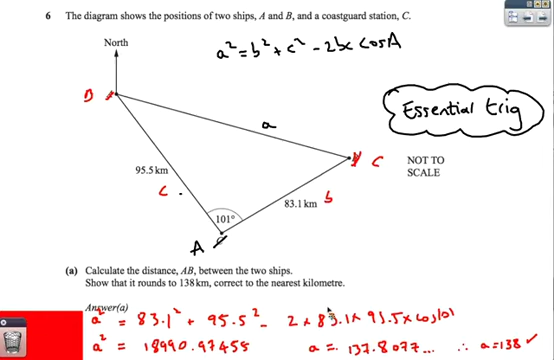 6 The diagram shows the positions of two ships, A and B, and a coastguard station, C.
North
a² = b² + c² - 2bc CosA
Essential trig
B
a
C
NOT TO
SCALE
95.5 km
c
83.1 km
b
101°
A
(a) Calculate the distance, AB, between the two ships.
Show that it rounds to 138 km, correct to the nearest kilometre.
Answer(a)
a² = 83.1² + 95.5² - 2 x 83.1 x 95.5 x cos101
a² = 18990.97455 a = 137.8077... ∴ a = 138 ✓